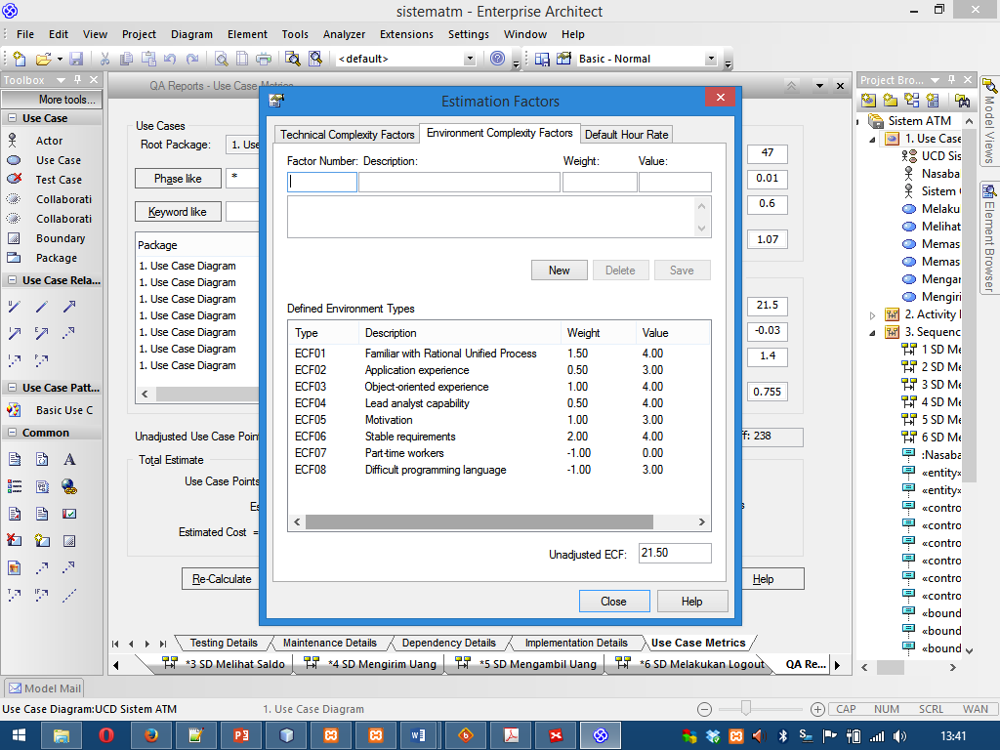 sistematm - Enterprise Architect
File Edit View Project Diagram Element Tools Analyzer Extensions Settings Window Help
<default> Basic - Normal
Toolbox
More tools...
Use Case
Actor
Use Case
Test Case
Collaborati
Collaborati
Boundary
Package
Use Case Rela...
Use Case Patt...
Basic Use C
Common
QA Reports - Use Case Metrics
Use Cases
Root Package: 1. Use
Phase like *
Keyword like
Package
1. Use Case Diagram
1. Use Case Diagram
1. Use Case Diagram
1. Use Case Diagram
1. Use Case Diagram
1. Use Case Diagram
1. Use Case Diagram
Unadjusted Use Case Point
Total Estimate
Use Case Points
Es
Estimated Cost =
Re-Calculate
Estimation Factors
Technical Complexity Factors Environment Complexity Factors Default Hour Rate
Factor Number: Description: Weight: Value:
New Delete Save
Defined Environment Types
Type Description Weight Value
ECF01 Familiar with Rational Unified Process 1.50 4.00
ECF02 Application experience 0.50 3.00
ECF03 Object-oriented experience 1.00 4.00
ECF04 Lead analyst capability 0.50 4.00
ECF05 Motivation 1.00 3.00
ECF06 Stable requirements 2.00 4.00
ECF07 Part-time workers -1.00 0.00
ECF08 Difficult programming language -1.00 3.00
Unadjusted ECF: 21.50
Close Help
47
0.01
0.6
1.07
21.5
-0.03
1.4
0.755
ff: 238
s
Help
Project Bro...
Sistem ATM
1. Use Case
UCD Sis
Nasaba
Sistem
Melaku
Melihat
Memas
Memas
Mengar
Mengiri
2. Activity
3. Sequenc
1 SD Me
2 SD Me
3 SD Me
4 SD Me
5 SD Me
6 SD Me
:Nasaba
«entity»
«entity»
«contro
«contro
«contro
«contro
«contro
«contro
«bound
«bound
«bound
Model Views
Element Browser
Testing Details Maintenance Details Dependency Details Implementation Details Use Case Metrics
*3 SD Melihat Saldo *4 SD Mengirim Uang *5 SD Mengambil Uang *6 SD Melakukan Logout QA Re...
Model Mail
Use Case Diagram:UCD Sistem ATM 1. Use Case Diagram CAP NUM SCRL WAN
13:41